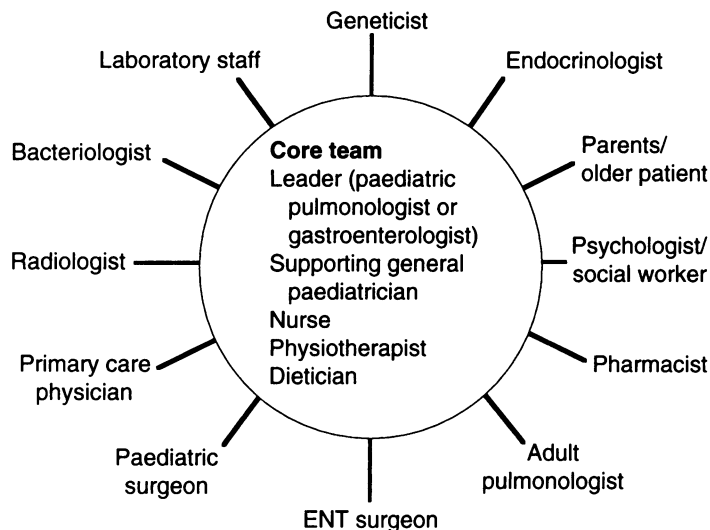 Geneticist
Laboratory staff
Endocrinologist
Bacteriologist
Parents/
older patient
Radiologist
Psychologist/
social worker
Primary care
physician
Pharmacist
Paediatric
surgeon
Adult
pulmonologist
ENT surgeon
Core team
Leader (paediatric
pulmonologist or
gastroenterologist)
Supporting general
paediatrician
Nurse
Physiotherapist
Dietician